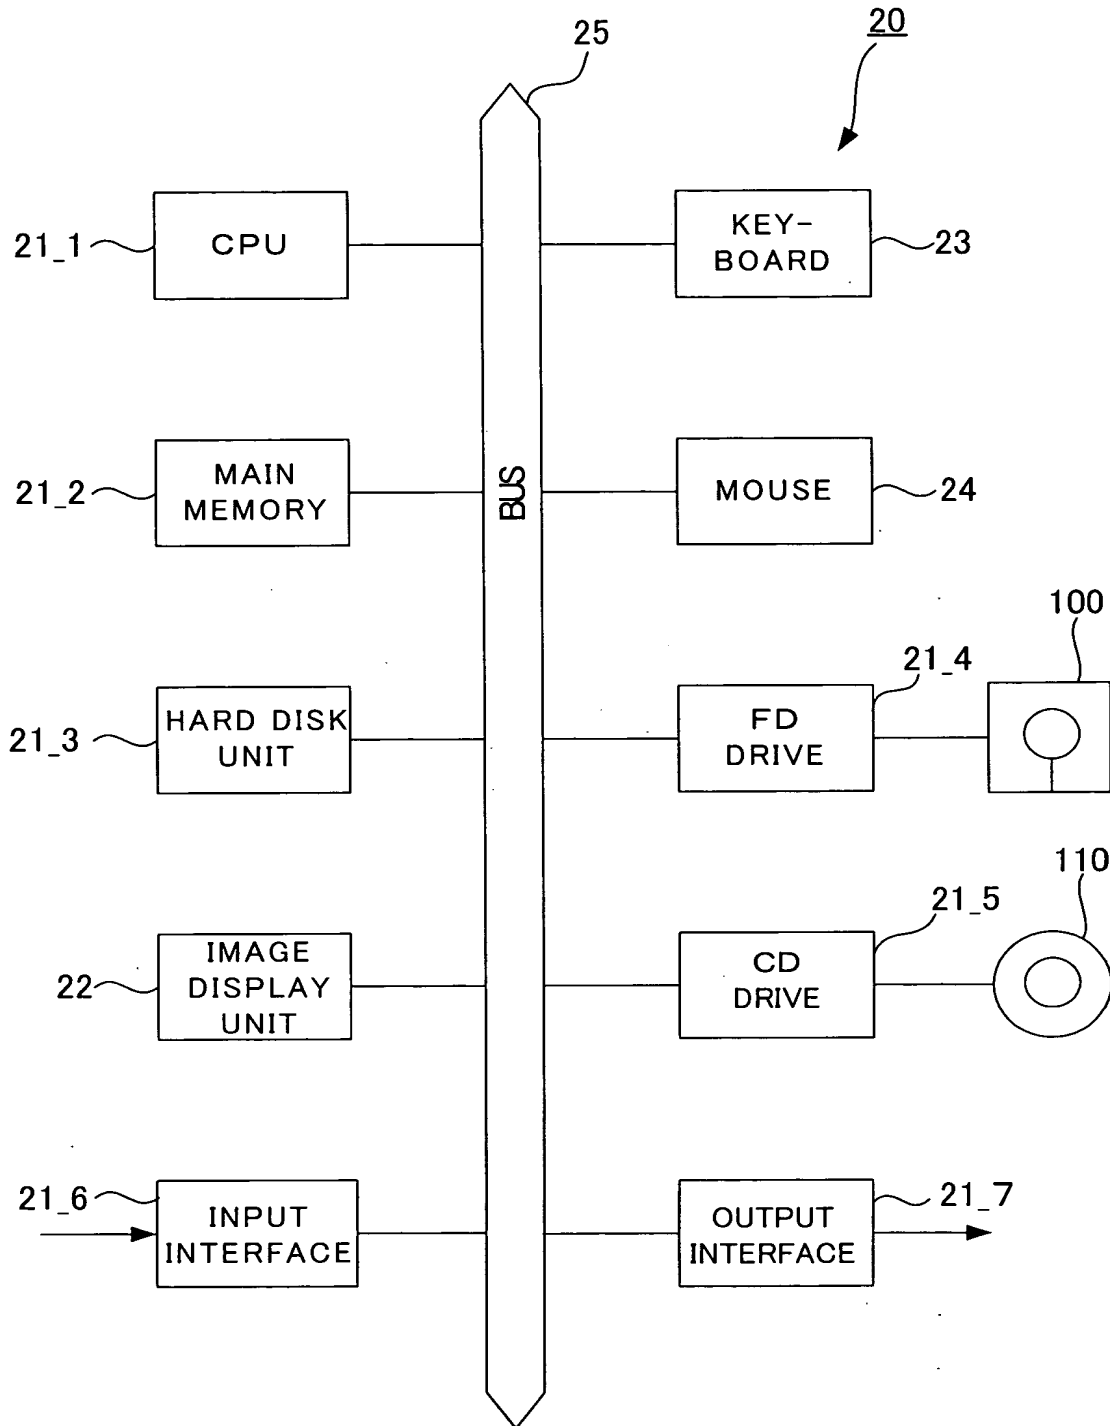 25
20
21_1
CPU
KEY-
BOARD
23
21_2
MAIN
MEMORY
BUS
MOUSE
24
100
21_4
21_3
HARD DISK
UNIT
FD
DRIVE
110
21_5
22
IMAGE
DISPLAY
UNIT
CD
DRIVE
21_6
INPUT
INTERFACE
OUTPUT
INTERFACE
21_7